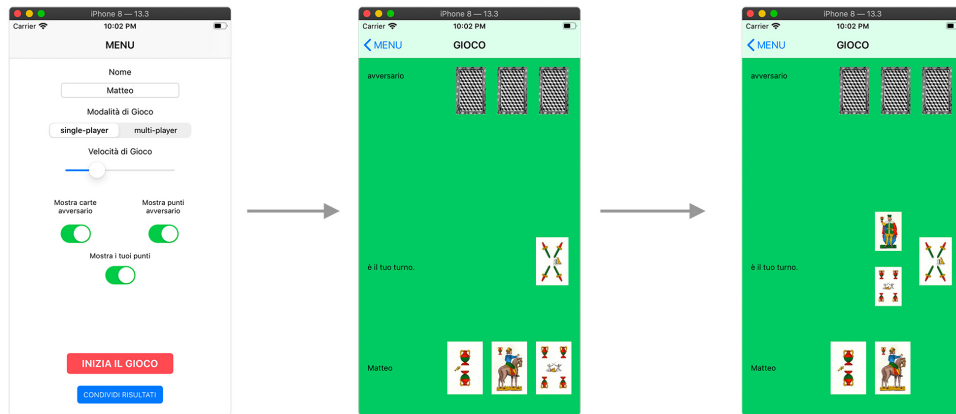 iPhone 8 — 13.3
Carrier
10:02 PM
MENU
Nome
Matteo
Modalità di Gioco
single-player multi-player
Velocità di Gioco
Mostra carte avversario
Mostra punti avversario
Mostra i tuoi punti
INIZIA IL GIOCO
CONDIVIDI RISULTATI
iPhone 8 — 13.3
Carrier
10:02 PM
MENU
GIOCO
avversario
è il tuo turno.
Matteo
iPhone 8 — 13.3
Carrier
10:02 PM
MENU
GIOCO
avversario
è il tuo turno.
Matteo